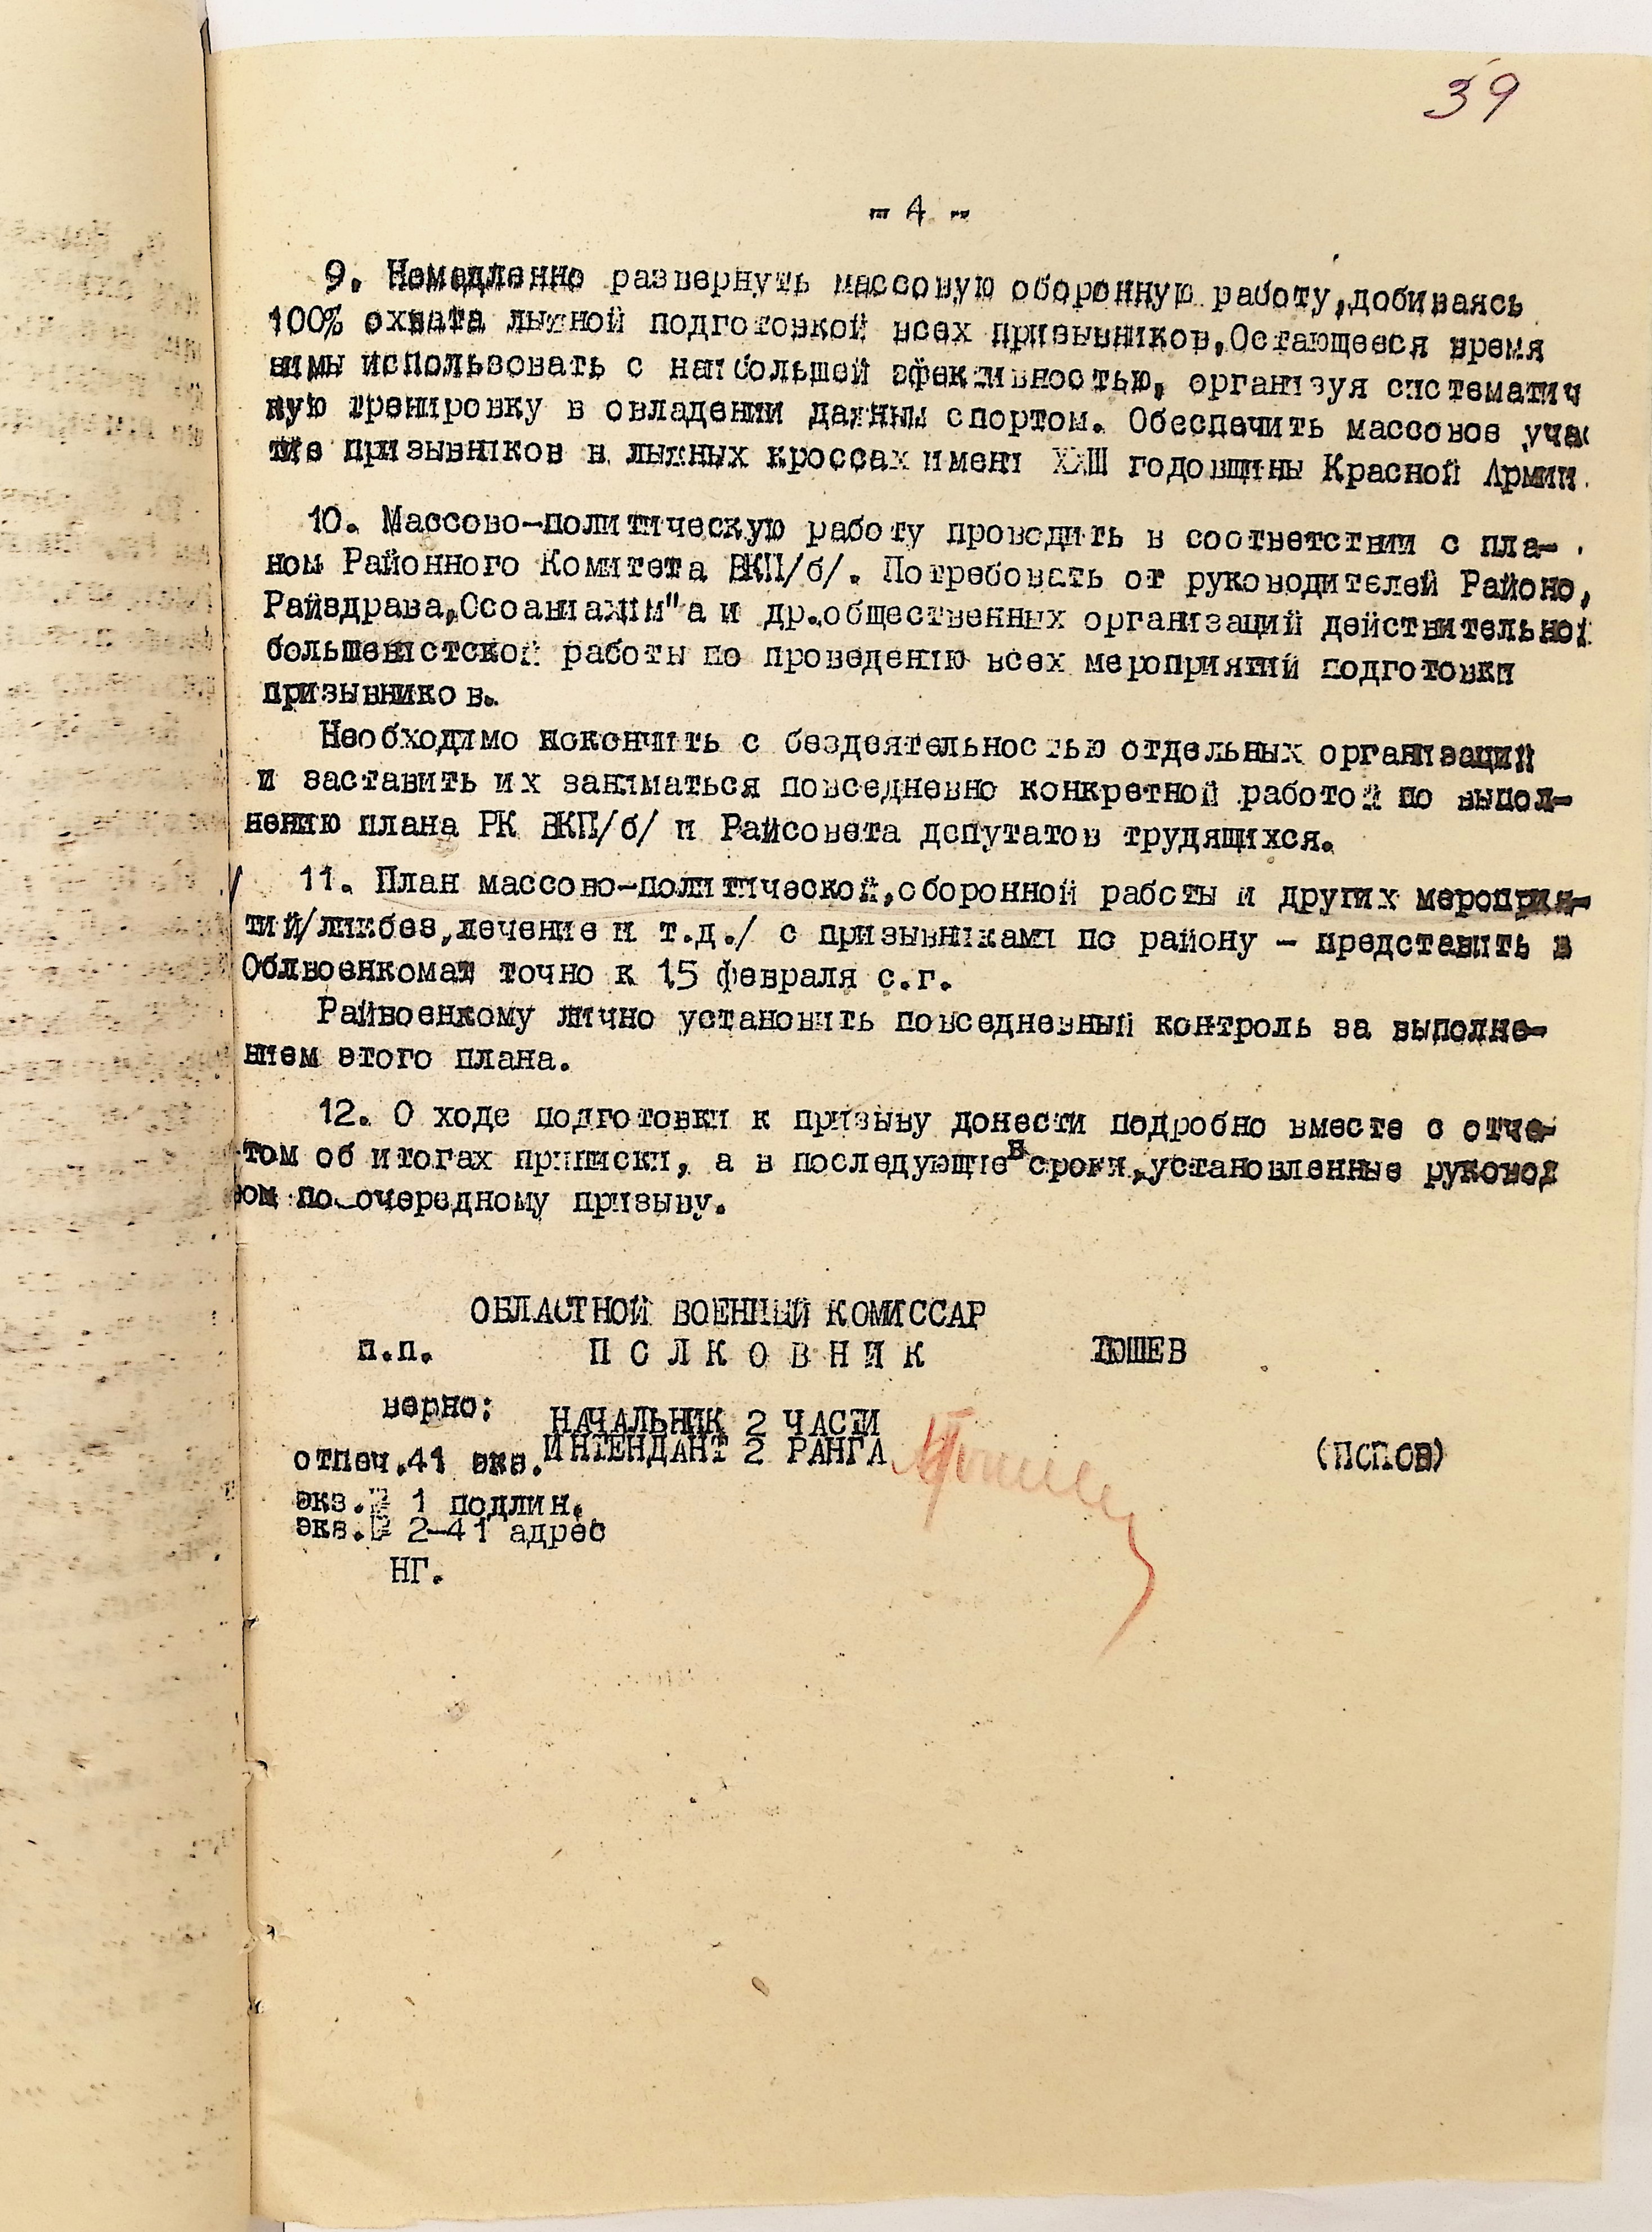 39
- 4 -
9. Немедленно развернуть массовую оборонную работу,добиваясь
100% охвата лыжной подготовкой всех призывников.Остающееся время
зимы использовать с наибольшей эфективностью, организуя систематич
ную тренировку в овладении лыжным спортом. Обеспечить массовое учас
тие призывников в лыжных кроссах имени ХХIII годовщины Красной Армии.
10. Массово-политическую работу проводить в соответствии с пла-
ном Районного Комитета ВКП/б/. Потребовать от руководителей Районо,
Райздрава,Осоавиахим"а и др.общественных организаций действительной
большевистской работы по проведению всех мероприятий подготовки
призывников.
Необходимо покончить с бездеятельностью отдельных организаций
и заставить их заниматься повседневно конкретной работой по выпол-
нению плана РК ВКП/б/ и Райсовета депутатов трудящихся.
11. План массово-политической,оборонной работы и других мероприя-
тий/ликбез,лечение и т.д./ с призывниками по району - представить в
Облвоенкомат точно к 15 февраля с.г.
Райвоенкому лично установить повседневный контроль за выполне-
нием этого плана.
12. О ходе подготовки к призыву донести подробно вместе с отче-
том об итогах приписки, а в последующие в сроки,установленные руковод
вом по очередному призыву.
ОБЛАСТНОЙ ВОЕННЫЙ КОМИССАР
п.п. ПОЛКОВНИК ТЮШЕВ
верно:
НАЧАЛЬНИК 2 ЧАСТИ
отпеч.41 экз. ИНТЕНДАНТ 2 РАНГА (ПОПОВ)
экз.№ 1 подлин.
экз.№ 2-41 адрес
НГ.